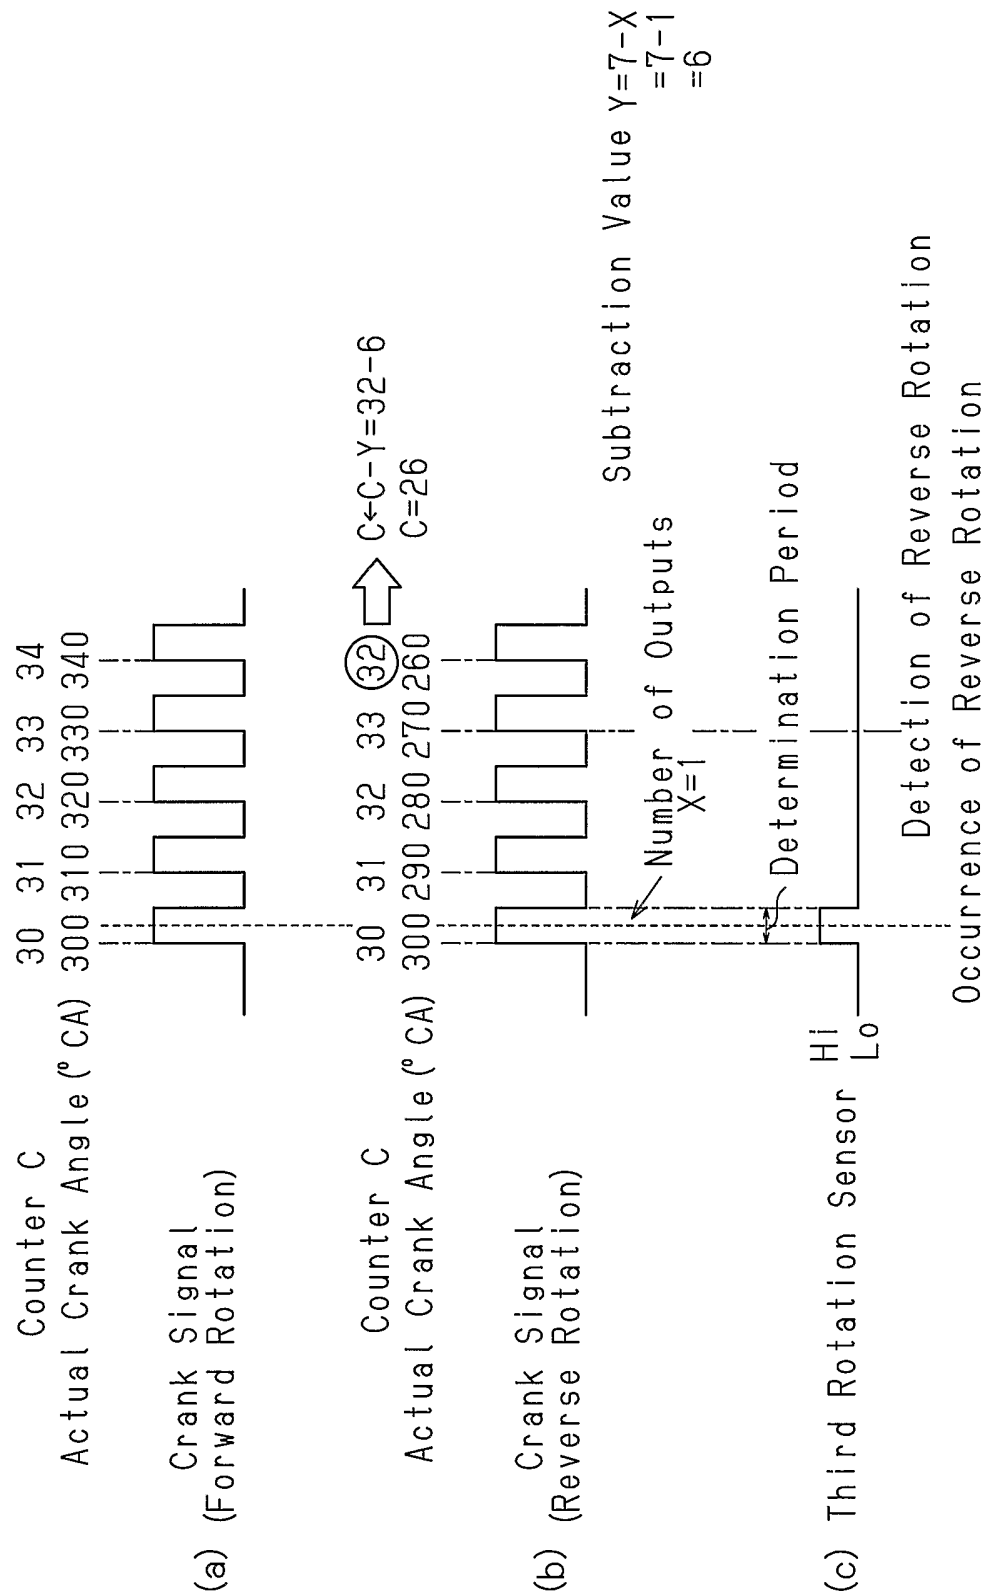 Counter C 30 31 32 33 34
Actual Crank Angle(°CA) 300 310 320 330 340
(a) Crank Signal
(Forward Rotation)
Counter C 30 31 32 33 32
C←C-Y=32-6
Actual Crank Angle(°CA) 300 290 280 270 260
C=26
(b) Crank Signal
(Reverse Rotation)
Subtraction Value Y=7-X
=7-1
=6
Number of Outputs
X=1
Determination Period
(c) Third Rotation Sensor
Hi
Lo
Detection of Reverse Rotation
Occurrence of Reverse Rotation